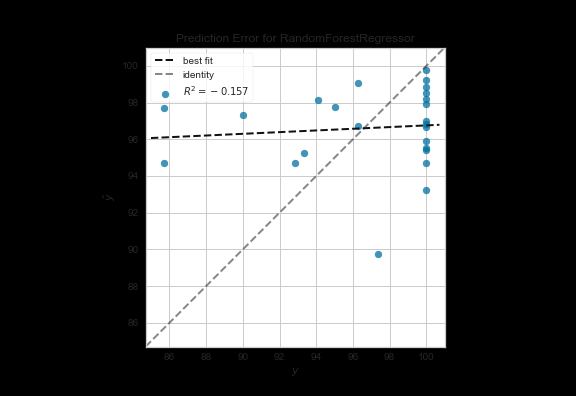 Prediction Error for RandomForestRegressor
best fit
identity
R² = −0.157
100
98
96
94
92
90
88
86
ŷ
86
88
90
92
94
96
98
100
y